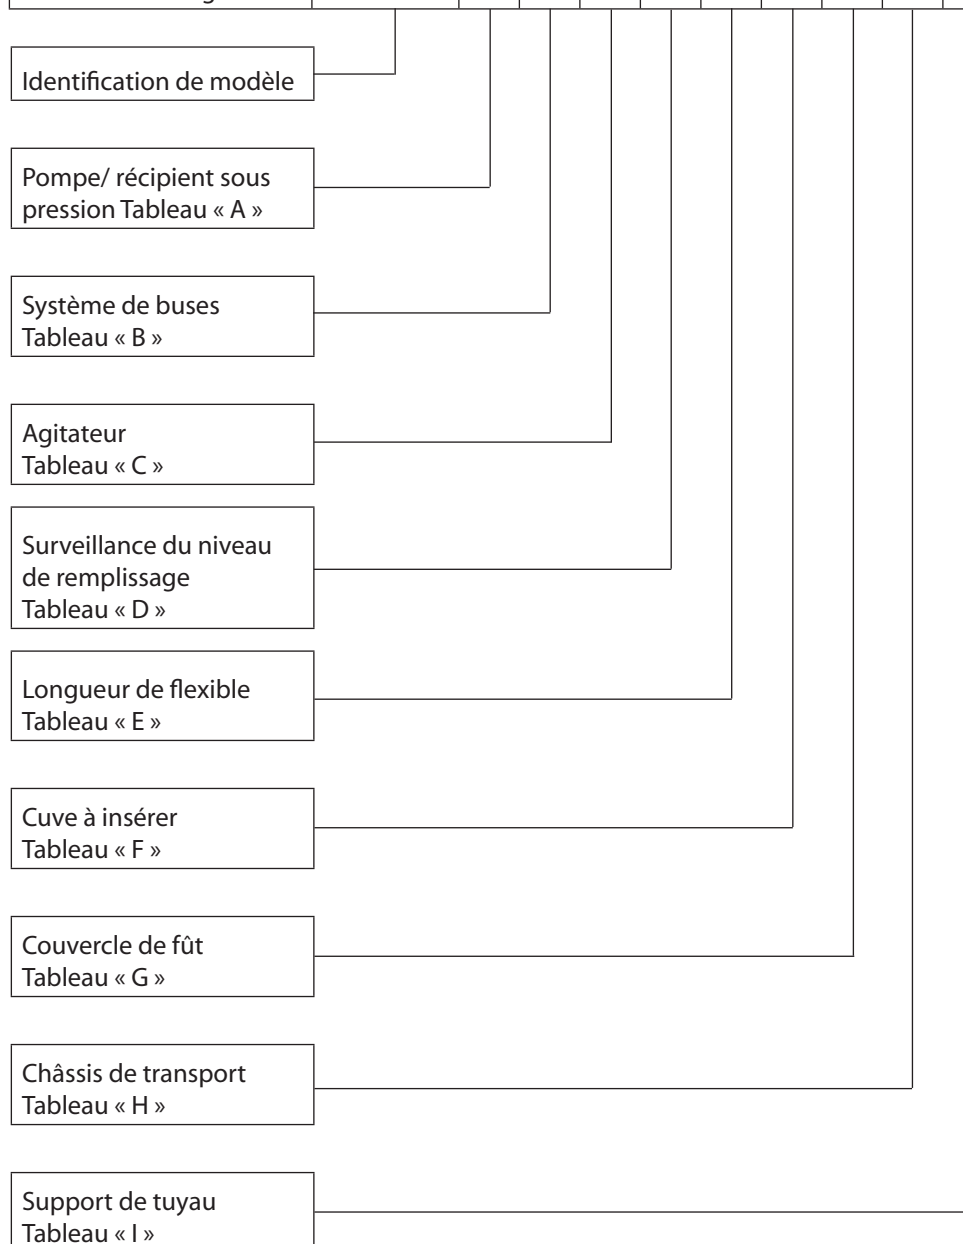 Identification de modèle
Pompe/ récipient sous
pression Tableau « A »
Système de buses
Tableau « B »
Agitateur
Tableau « C »
Surveillance du niveau
de remplissage
Tableau « D »
Longueur de flexible
Tableau « E »
Cuve à insérer
Tableau « F »
Couvercle de fût
Tableau « G »
Châssis de transport
Tableau « H »
Support de tuyau
Tableau « I »